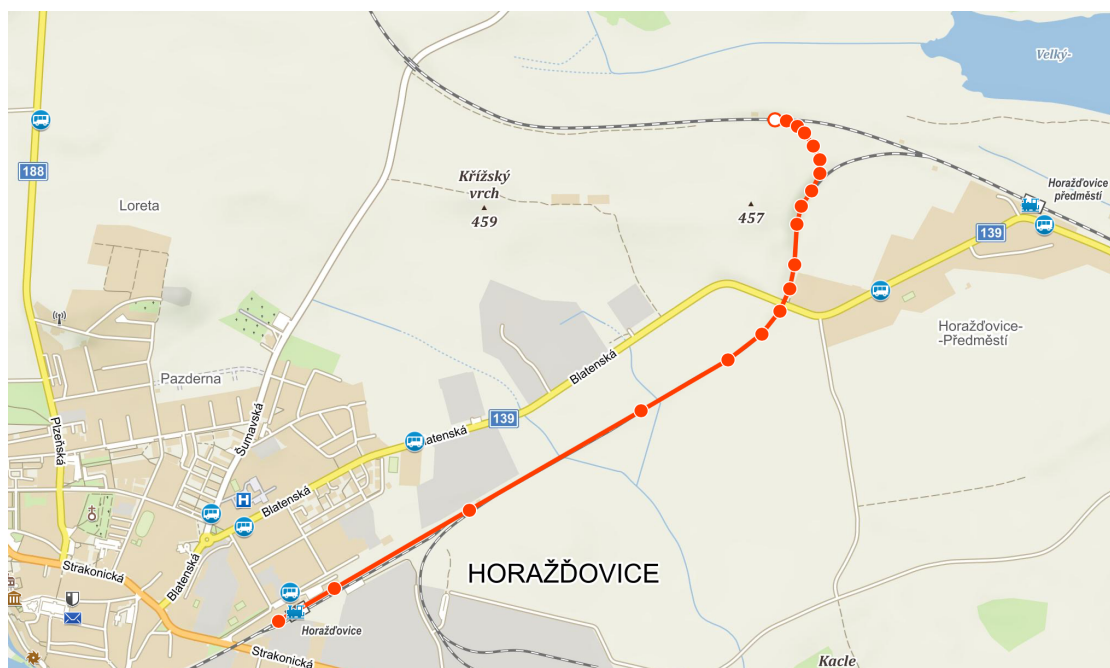 Velký-
188
Křížský
vrch
459
Horažďovice
předměstí
Loreta
457
139
Horažďovice-
-Předměstí
Pazderna
Blatenská
Šumavská
Plzeňská
139
Blatenská
H
Blatenská
Strakonická
Blatenská
HORAŽĎOVICE
Horažďovice
Strakonická
Kacle